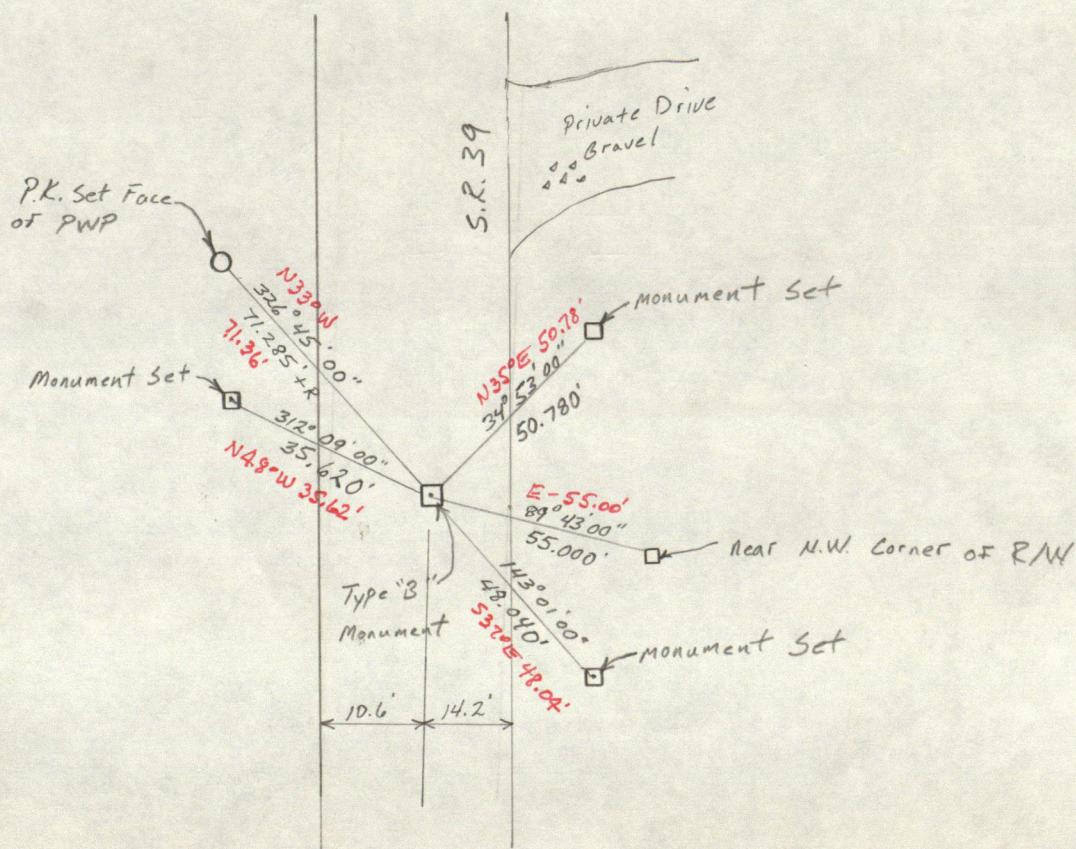 Private Drive
Gravel
S.R. 39
P.K. Set Face
of PWP
N33°W
326° 45' 00"
71.285' +R
71.36'
Monument Set
N35°E 50.78'
34° 53' 00"
50.780'
Monument Set
312° 09' 00"
35.620'
N48°W 35.62'
E - 55.00'
89° 43' 00"
55.000'
Near N.W. Corner of R/W
Type "B"
Monument
143° 01' 00"
48.040'
S37°E 48.04'
Monument Set
10.6'
14.2'